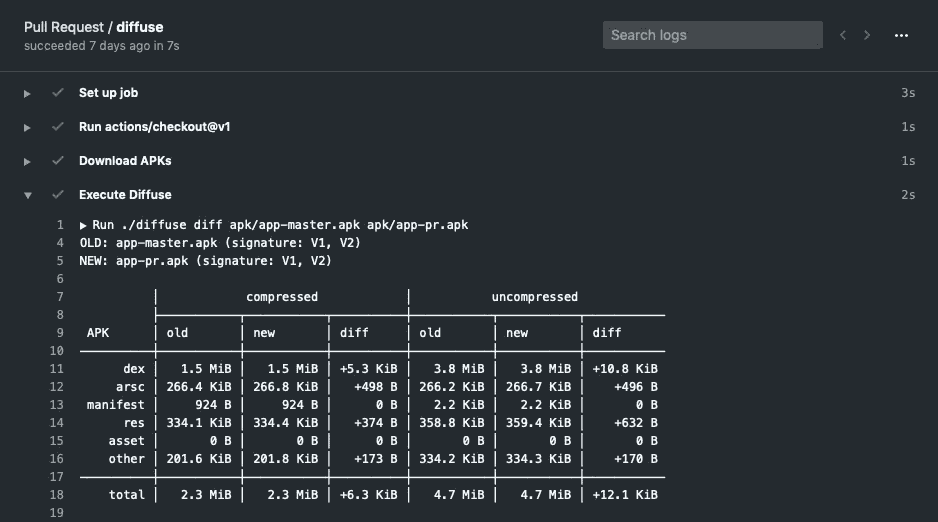 Pull Request / diffuse
succeeded 7 days ago in 7s
Search logs
Set up job 3s
Run actions/checkout@v1 1s
Download APKs 1s
Execute Diffuse 2s
1 ▶ Run ./diffuse diff apk/app-master.apk apk/app-pr.apk
4 OLD: app-master.apk (signature: V1, V2)
5 NEW: app-pr.apk (signature: V1, V2)
6
7 │ compressed │ uncompressed
8 ├──────────┬──────────┬──────────┼──────────┬──────────┬──────────
9 APK │ old │ new │ diff │ old │ new │ diff
10 ──────────┼──────────┼──────────┼──────────┼──────────┼──────────┼──────────
11 dex │ 1.5 MiB │ 1.5 MiB │ +5.3 KiB │ 3.8 MiB │ 3.8 MiB │ +10.8 KiB
12 arsc │ 266.4 KiB │ 266.8 KiB │ +498 B │ 266.2 KiB │ 266.7 KiB │ +496 B
13 manifest │ 924 B │ 924 B │ 0 B │ 2.2 KiB │ 2.2 KiB │ 0 B
14 res │ 334.1 KiB │ 334.4 KiB │ +374 B │ 358.8 KiB │ 359.4 KiB │ +632 B
15 asset │ 0 B │ 0 B │ 0 B │ 0 B │ 0 B │ 0 B
16 other │ 201.6 KiB │ 201.8 KiB │ +173 B │ 334.2 KiB │ 334.3 KiB │ +170 B
17 ──────────┼──────────┼──────────┼──────────┼──────────┼──────────┼──────────
18 total │ 2.3 MiB │ 2.3 MiB │ +6.3 KiB │ 4.7 MiB │ 4.7 MiB │ +12.1 KiB
19